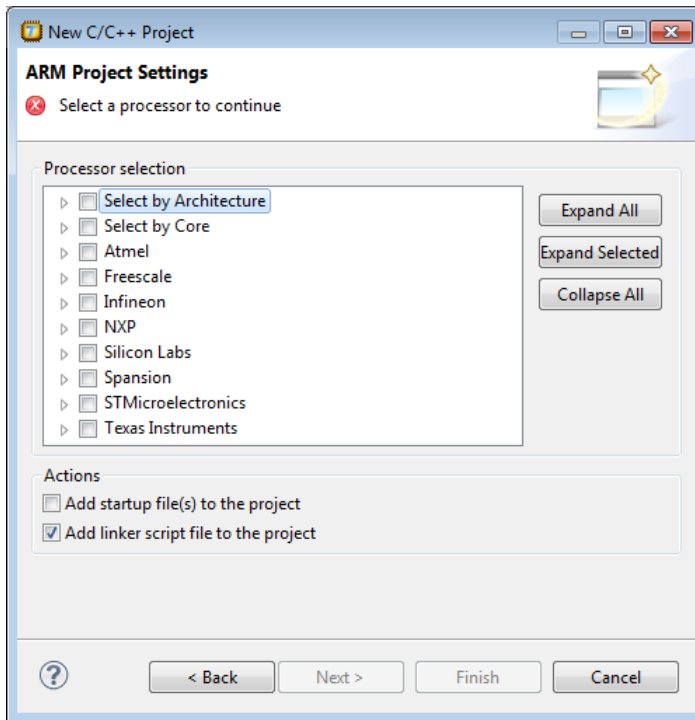 New C/C++ Project
ARM Project Settings
Select a processor to continue
Processor selection
Select by Architecture
Select by Core
Atmel
Freescale
Infineon
NXP
Silicon Labs
Spansion
STMicroelectronics
Texas Instruments
Expand All
Expand Selected
Collapse All
Actions
Add startup file(s) to the project
Add linker script file to the project
< Back
Next >
Finish
Cancel